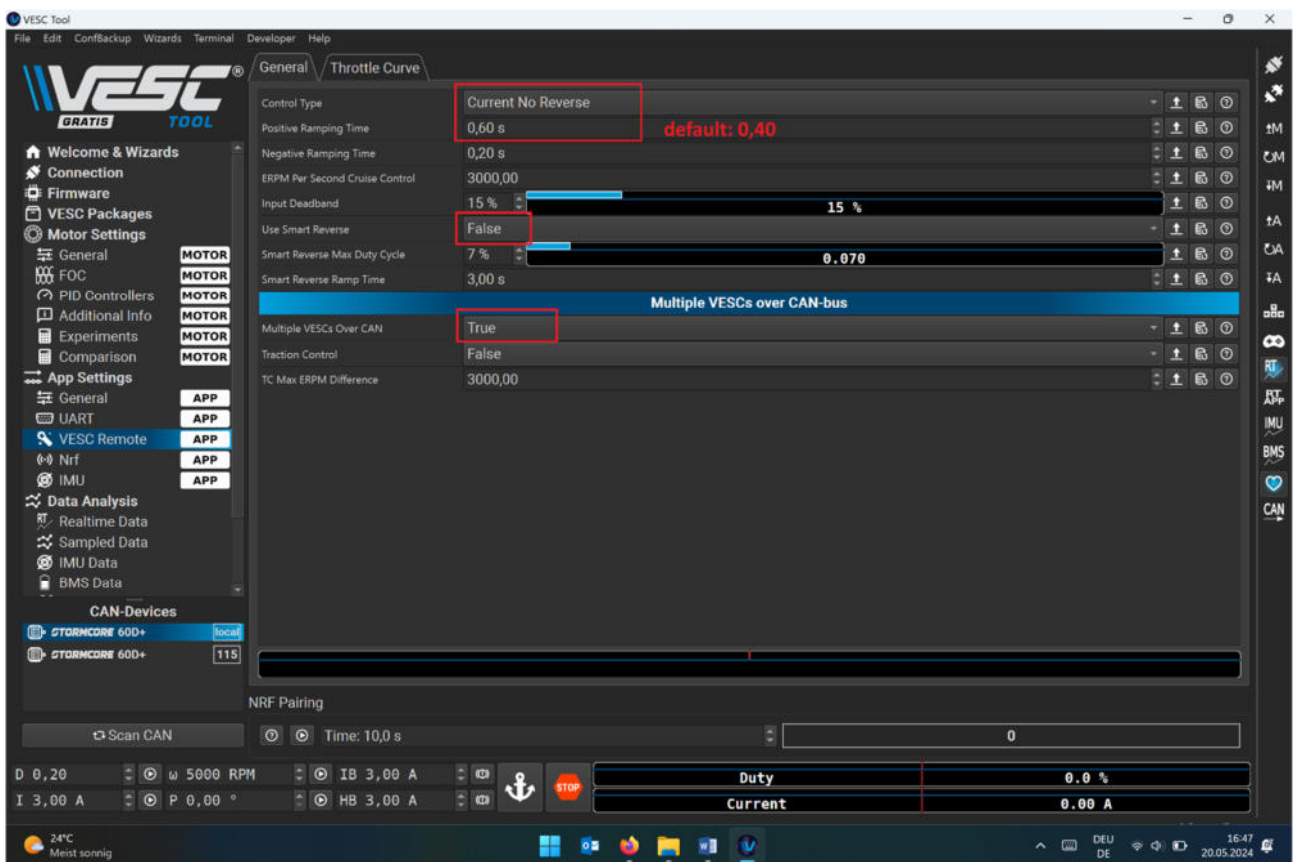 VESC Tool
File Edit ConfBackup Wizards Terminal Developer Help
VESC®
GRATIS TOOL
Welcome & Wizards
Connection
Firmware
VESC Packages
Motor Settings
General MOTOR
FOC MOTOR
PID Controllers MOTOR
Additional Info MOTOR
Experiments MOTOR
Comparison MOTOR
App Settings
General APP
UART APP
VESC Remote APP
Nrf APP
IMU APP
Data Analysis
RT Realtime Data
Sampled Data
IMU Data
BMS Data
CAN-Devices
STORMCORE 60D+ local
STORMCORE 60D+ 115
Scan CAN
General Throttle Curve
Control Type Current No Reverse
Positive Ramping Time 0,60 s default: 0,40
Negative Ramping Time 0,20 s
ERPM Per Second Cruise Control 3000,00
Input Deadband 15 % 15 %
Use Smart Reverse False
Smart Reverse Max Duty Cycle 7 % 0.070
Smart Reverse Ramp Time 3,00 s
Multiple VESCs over CAN-bus
Multiple VESCs Over CAN True
Traction Control False
TC Max ERPM Difference 3000,00
NRF Pairing
Time: 10,0 s 0
D 0,20 ω 5000 RPM IB 3,00 A
I 3,00 A P 0,00 ° HB 3,00 A
STOP
Duty 0.0 %
Current 0.00 A
M
M
M
A
A
A
RT
RT
APP
IMU
BMS
CAN
24°C
Meist sonnig
DEU
DE
16:47
20.05.2024